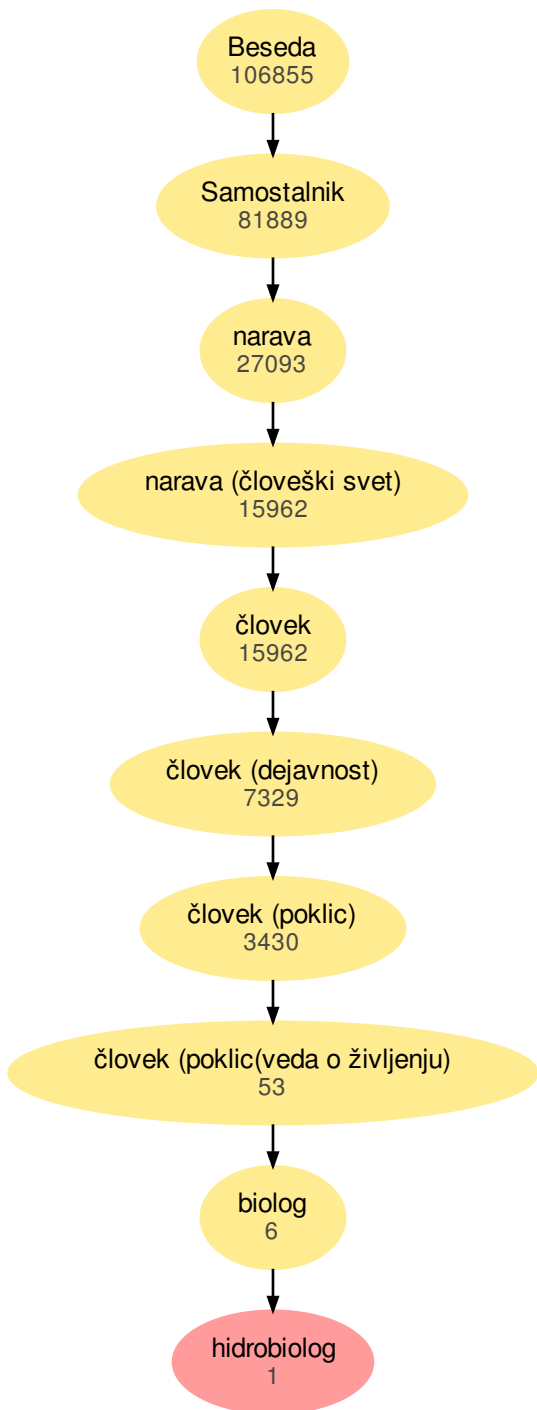 Beseda
106855
Samostalnik
81889
narava
27093
narava (človeški svet)
15962
človek
15962
človek (dejavnost)
7329
človek (poklic)
3430
človek (poklic(veda o življenju)
53
biolog
6
hidrobiolog
1